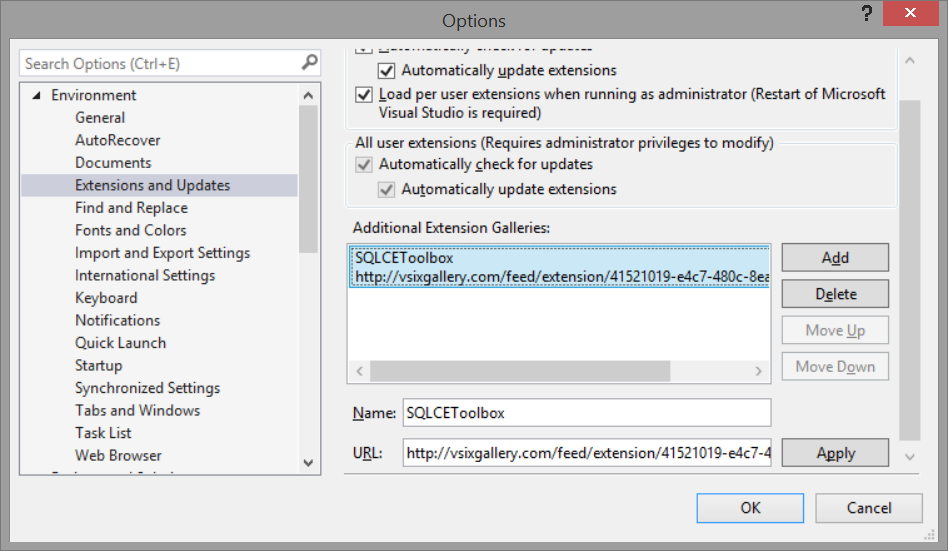 Options
?
Search Options (Ctrl+E)
Environment
General
AutoRecover
Documents
Extensions and Updates
Find and Replace
Fonts and Colors
Import and Export Settings
International Settings
Keyboard
Notifications
Quick Launch
Startup
Synchronized Settings
Tabs and Windows
Task List
Web Browser
Automatically check for updates
Automatically update extensions
Load per user extensions when running as administrator (Restart of Microsoft
Visual Studio is required)
All user extensions (Requires administrator privileges to modify)
Automatically check for updates
Automatically update extensions
Additional Extension Galleries:
SQLCEToolbox
http://vsixgallery.com/feed/extension/41521019-e4c7-480c-8ea
Add
Delete
Move Up
Move Down
Name: SQLCEToolbox
URL: http://vsixgallery.com/feed/extension/41521019-e4c7-4
Apply
OK
Cancel